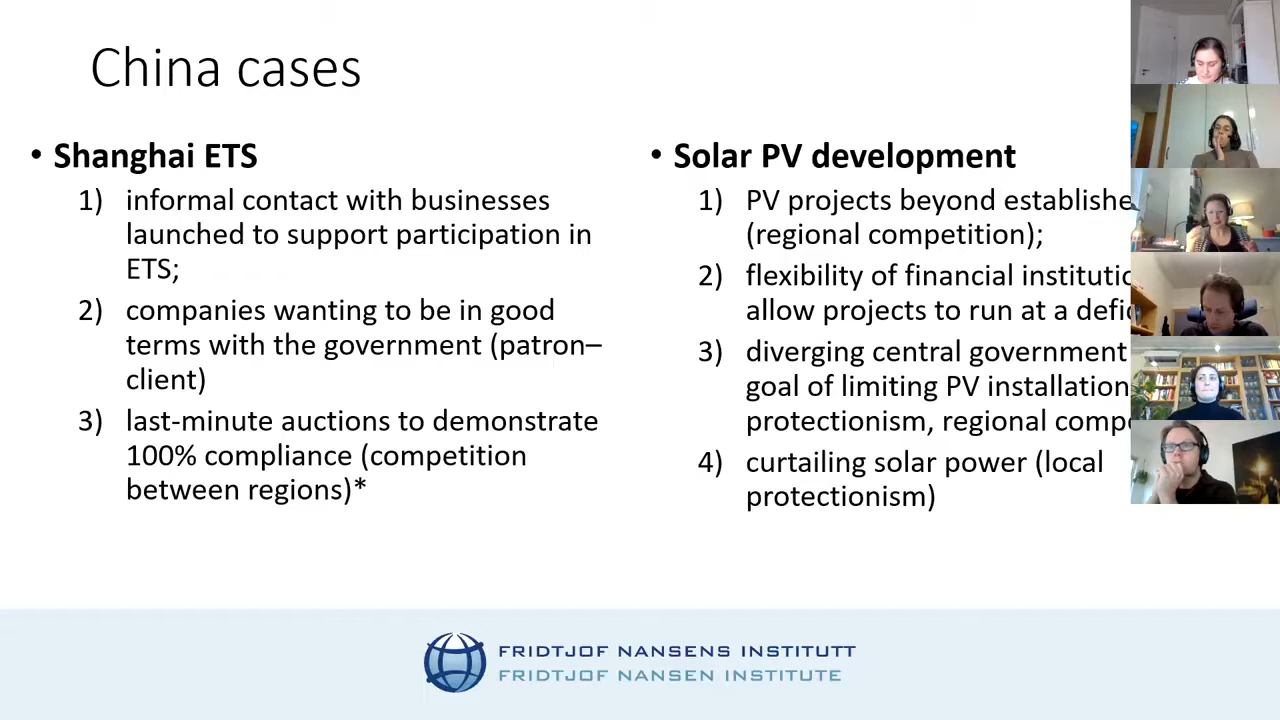 China cases
• Shanghai ETS
1) informal contact with businesses
launched to support participation in
ETS;
2) companies wanting to be in good
terms with the government (patron–
client)
3) last-minute auctions to demonstrate
100% compliance (competition
between regions)*
• Solar PV development
1) PV projects beyond
(regional competition);
2) flexibility of financial
allow projects to run at a
3) diverging central government
goal of limiting PV installation
protectionism, regional
4) curtailing solar power (local
protectionism)
FRIDTJOF NANSENS INSTITUTT
FRIDTJOF NANSEN INSTITUTE